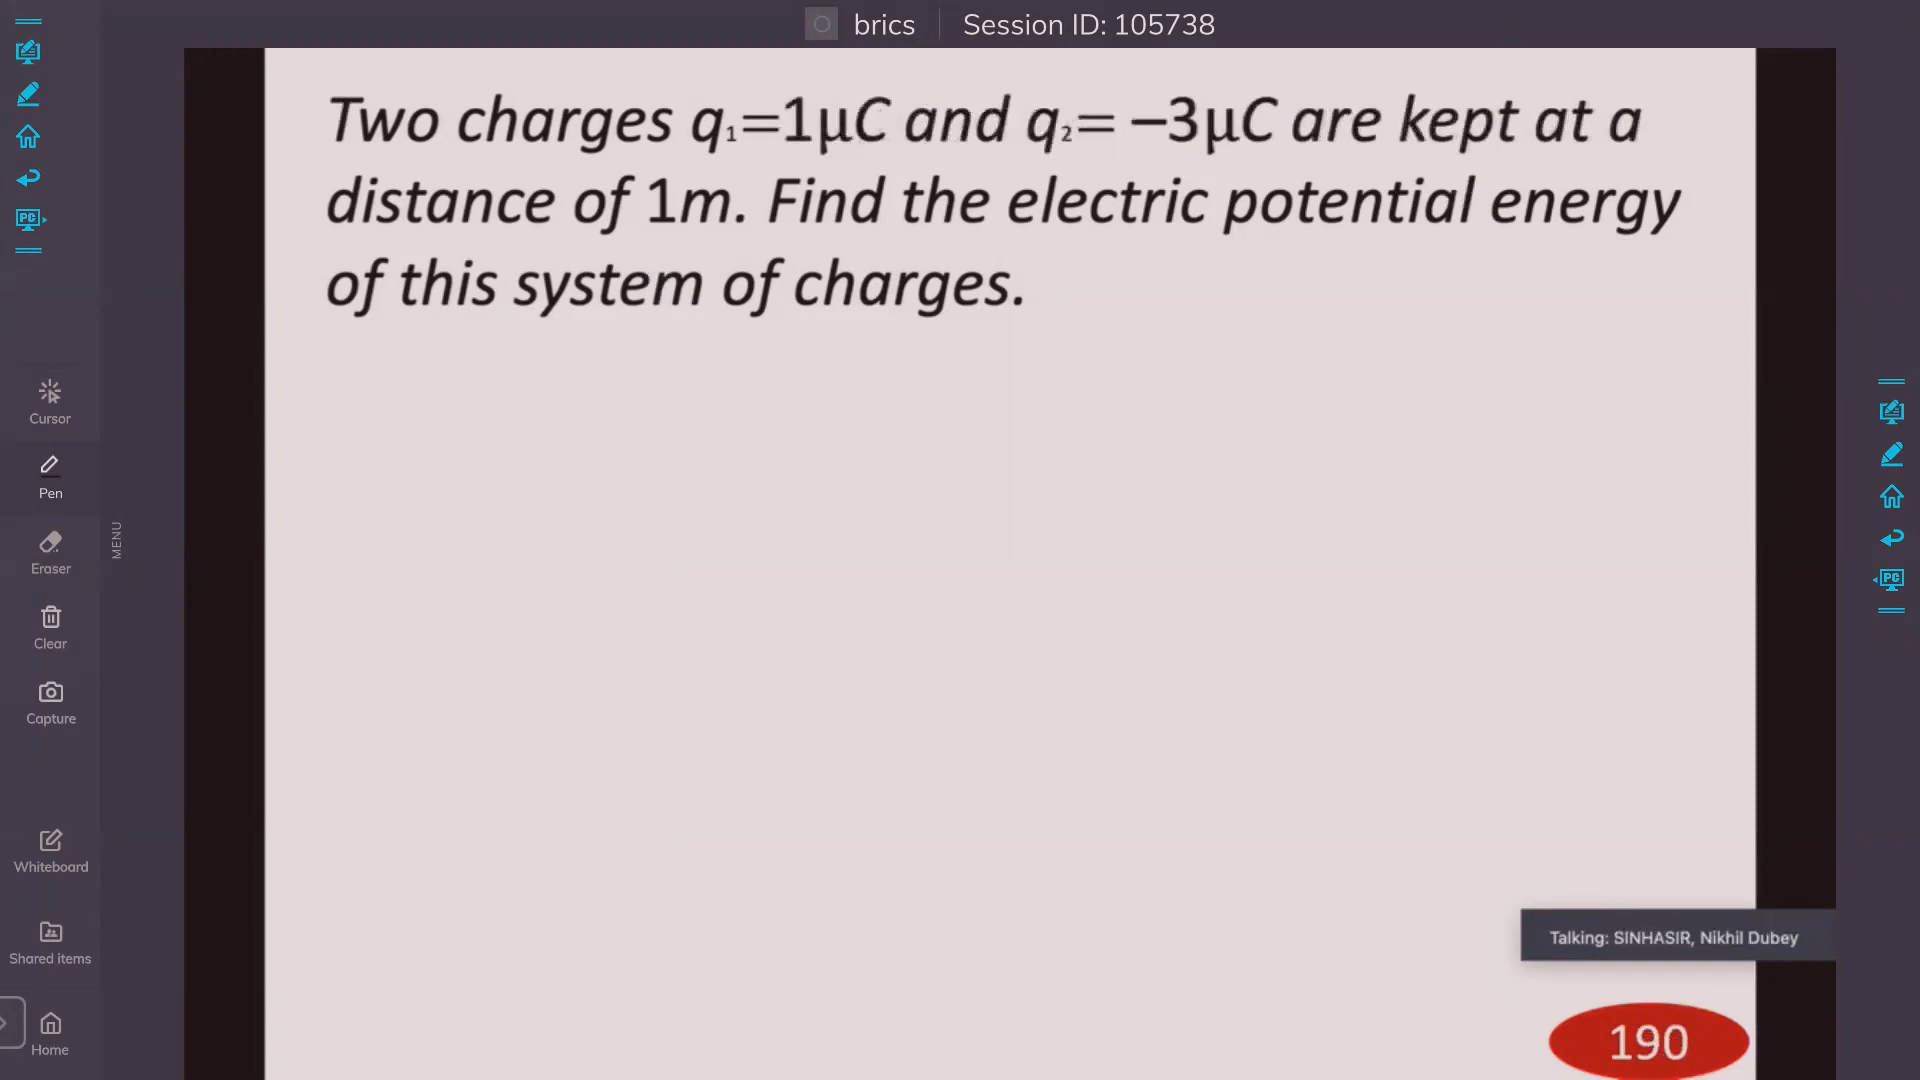 brics
Session ID: 105738
Two charges q₁=1μC and q₂= –3μC are kept at a
distance of 1m. Find the electric potential energy
of this system of charges.
PC
Cursor
Pen
MENU
Eraser
Clear
Capture
PC
Whiteboard
Talking: SINHASIR, Nikhil Dubey
Shared items
190
Home